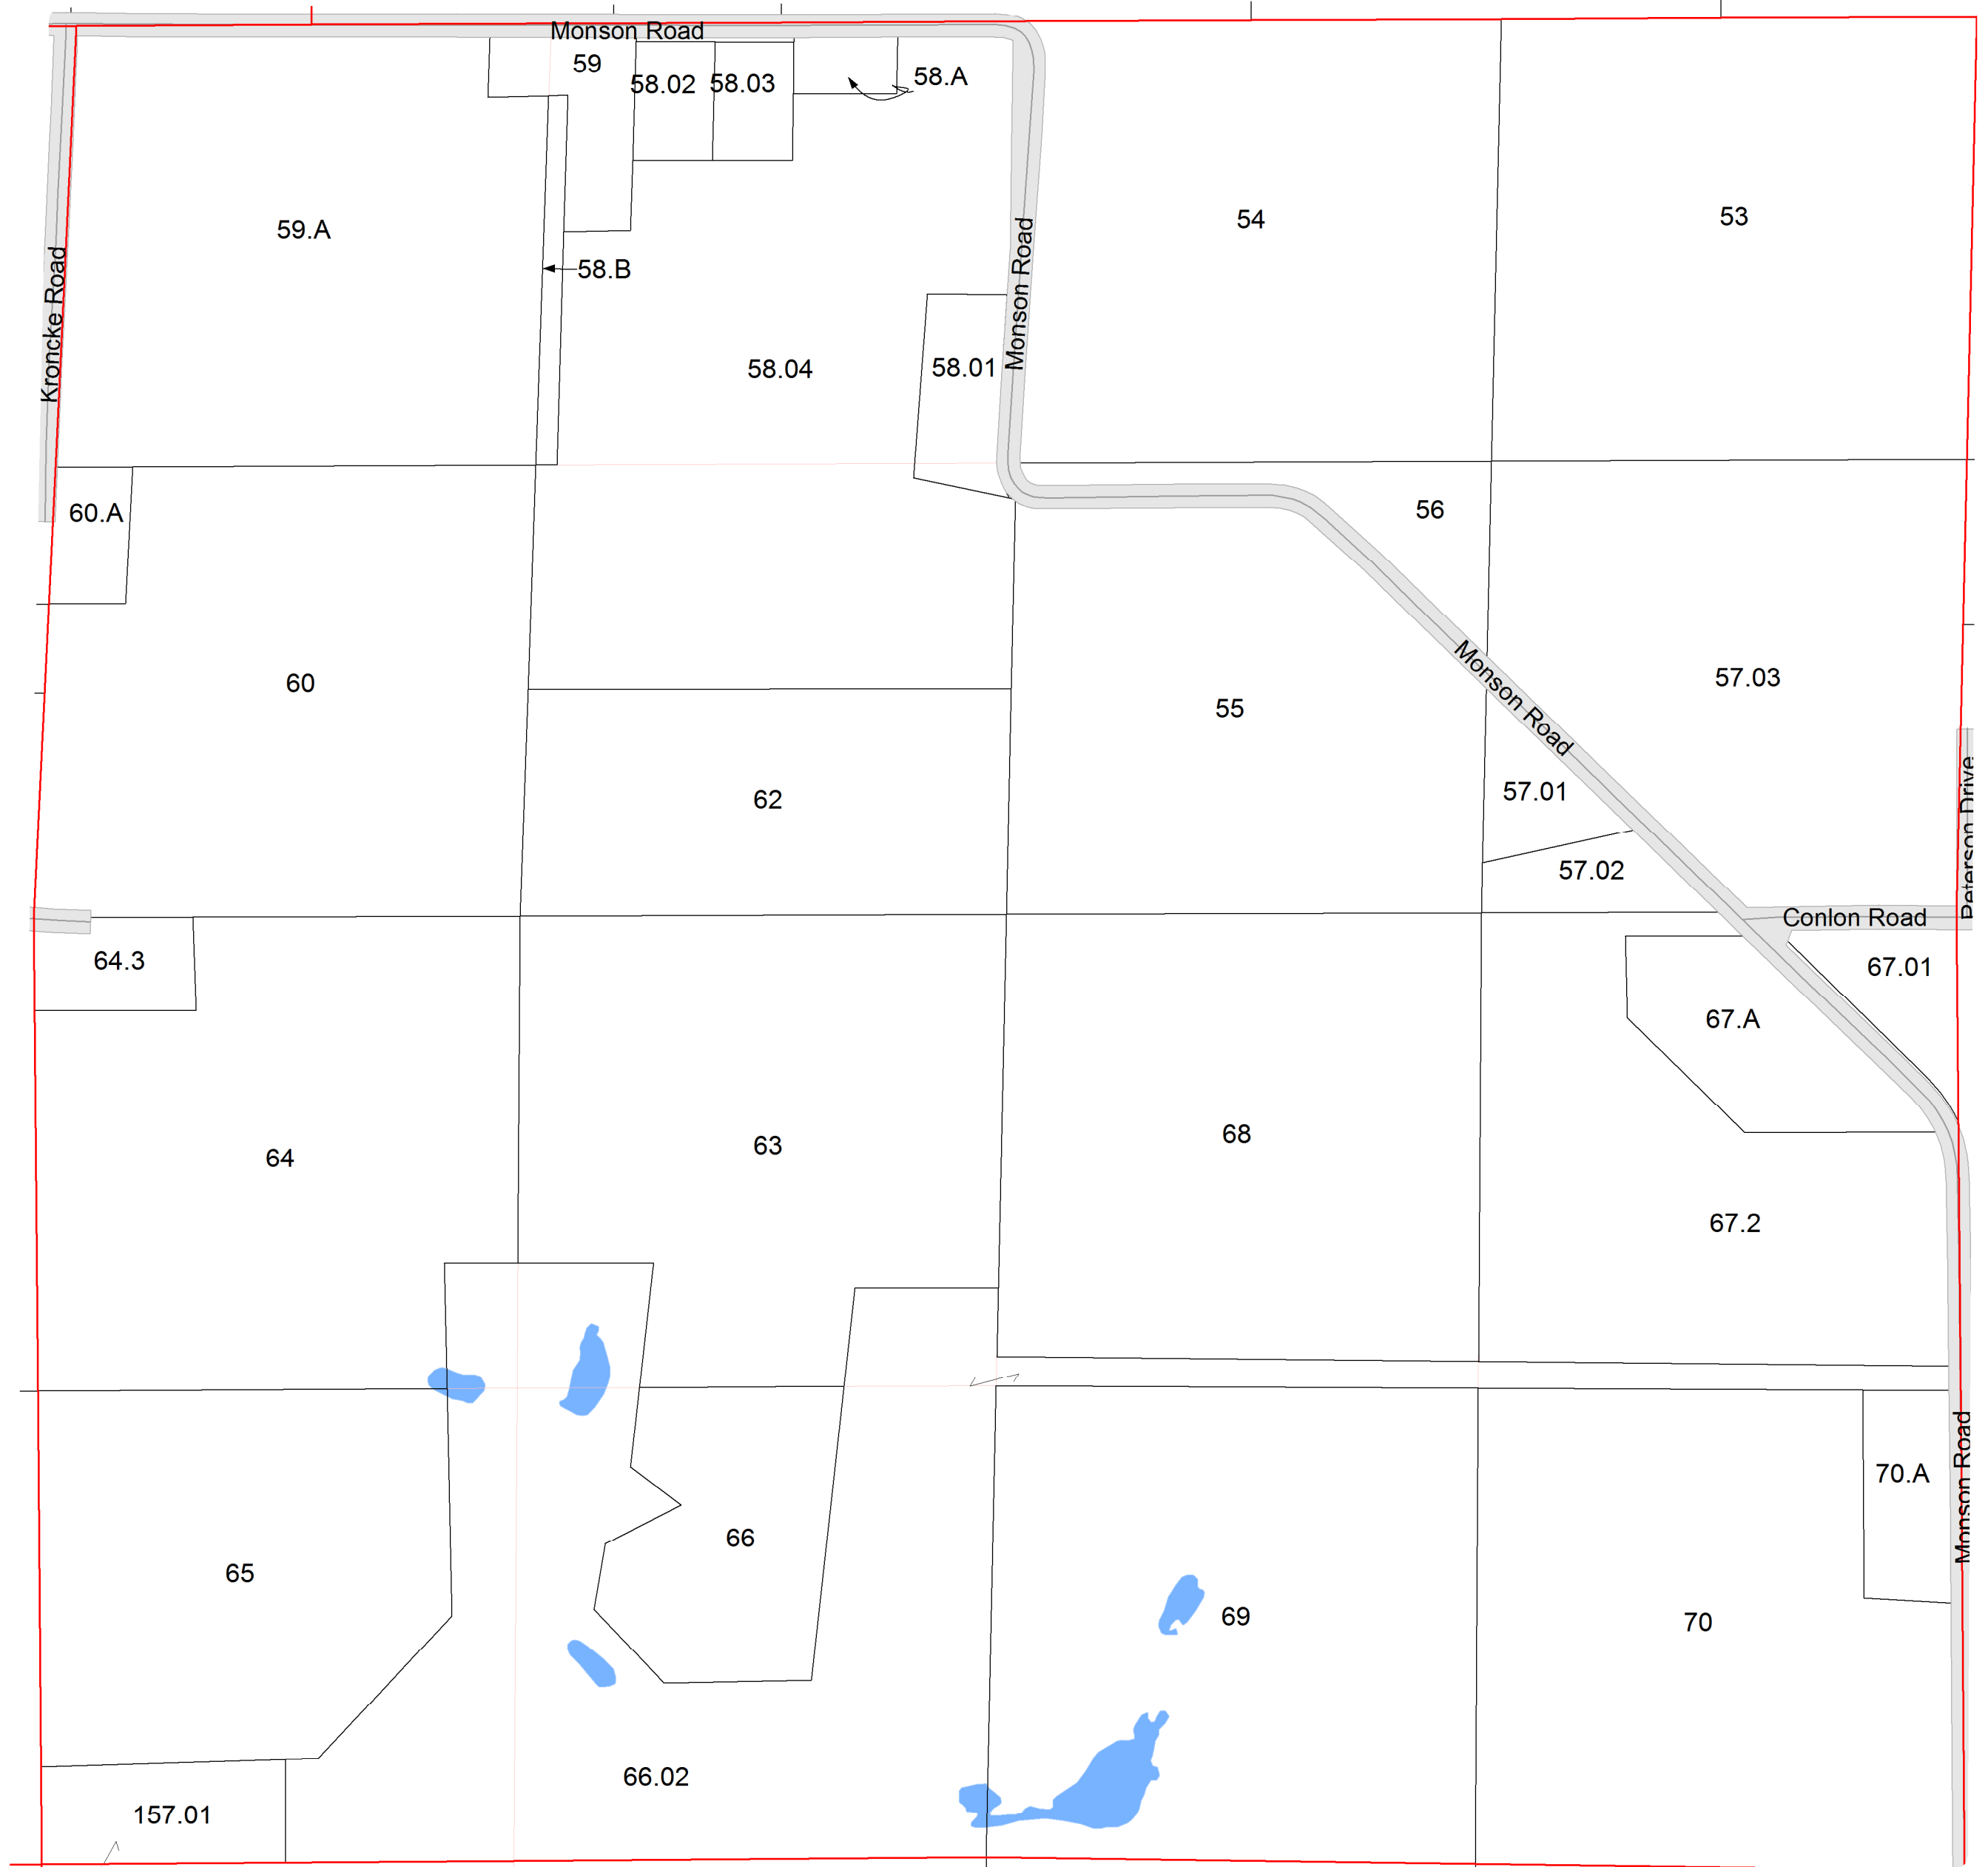 Monson Road
59
58.02
58.03
58.A
59.A
54
53
58.B
Kroncke Road
Monson Road
58.04
58.01
60.A
56
60
57.03
55
Monson Road
62
57.01
57.02
Peterson Drive
Conlon Road
64.3
67.01
67.A
64
63
68
67.2
70.A
Monson Road
66
65
69
70
66.02
157.01